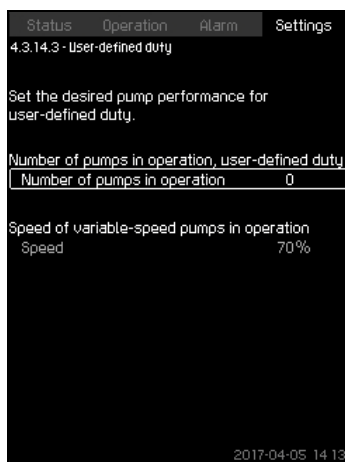 Status Operation Alarm Settings
4.3.14.3 - User-defined duty
Set the desired pump performance for
user-defined duty.
Number of pumps in operation, user-defined duty
Number of pumps in operation 0
Speed of variable-speed pumps in operation
Speed 70%
2017-04-05 14:13